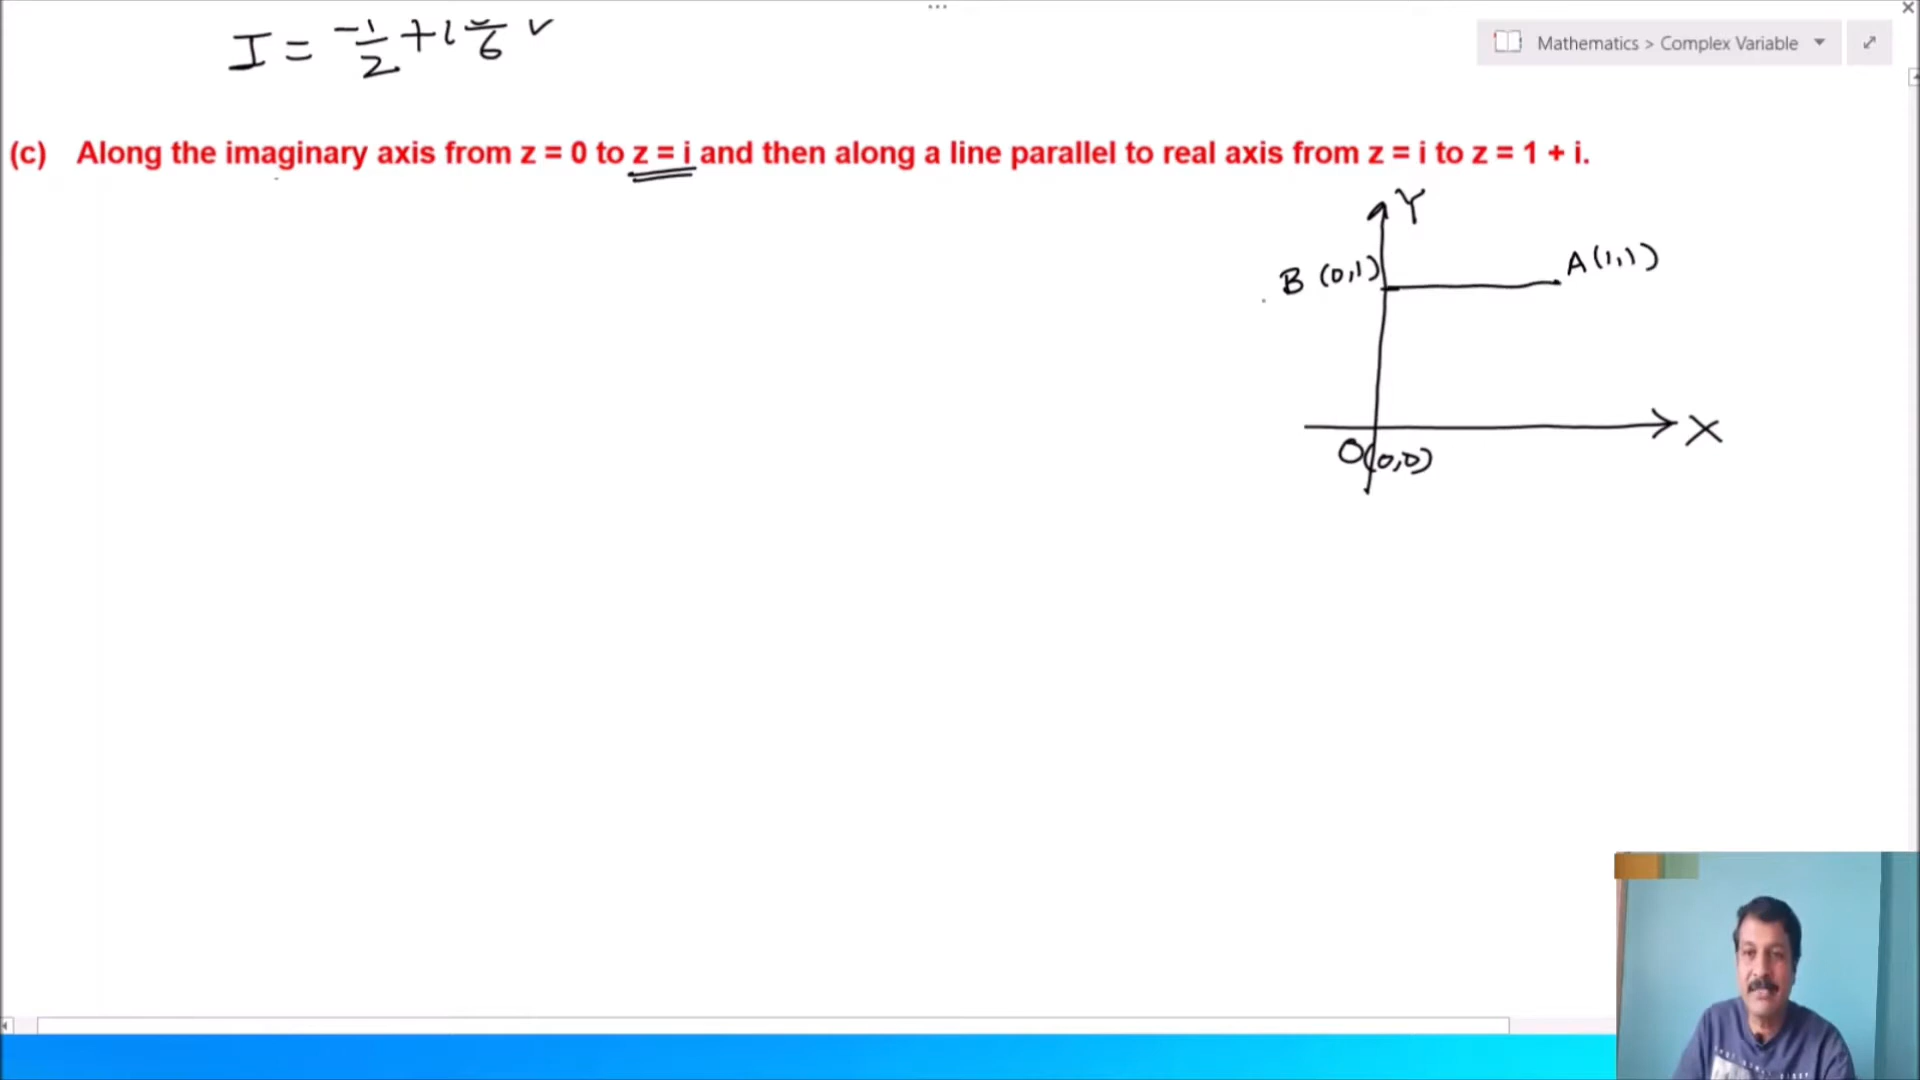 I = -1/2 + i 5/6
Mathematics > Complex Variable
(c) Along the imaginary axis from z = 0 to z = i and then along a line parallel to real axis from z = i to z = 1 + i.
Y
B (0,1)
A (1,1)
X
O(0,0)